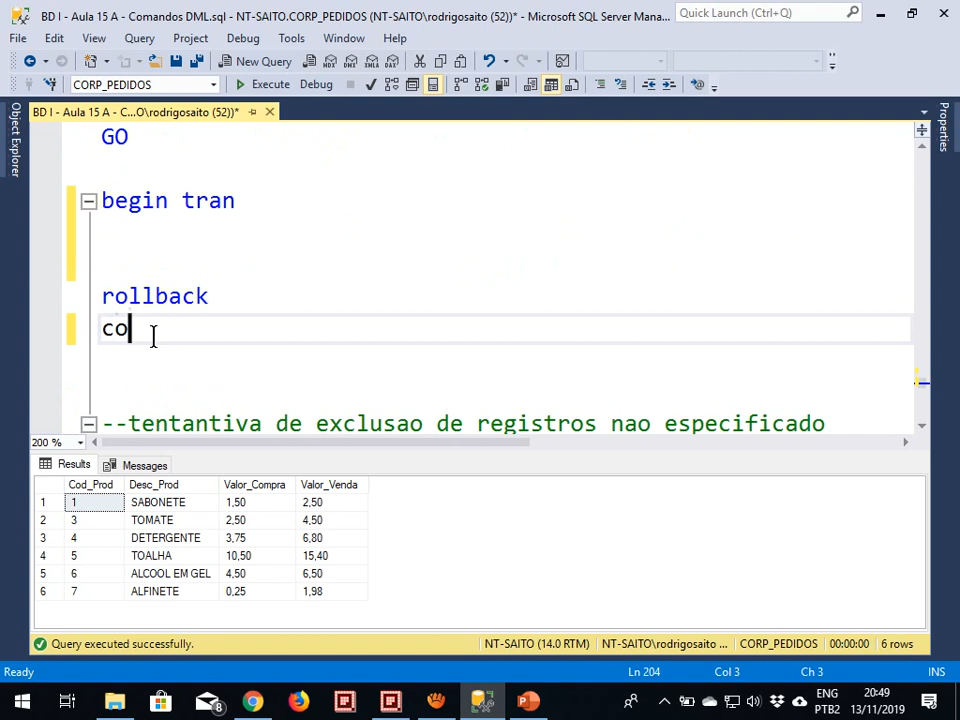 BD I - Aula 15 A - Comandos DML.sql - NT-SAITO.CORP_PEDIDOS (NT-SAITO\rodrigosaito (52))* - Microsoft SQL Server Mana...
Quick Launch (Ctrl+Q)
File Edit View Query Project Debug Tools Window Help
New Query
CORP_PEDIDOS
Execute Debug
BD I - Aula 15 A - C...O\rodrigosaito (52))*
Object Explorer
Properties
GO
begin tran
rollback
co
--tentantiva de exclusao de registros nao especificado
200 %
Results Messages
Cod_Prod Desc_Prod Valor_Compra Valor_Venda
1 1 SABONETE 1,50 2,50
2 3 TOMATE 2,50 4,50
3 4 DETERGENTE 3,75 6,80
4 5 TOALHA 10,50 15,40
5 6 ALCOOL EM GEL 4,50 6,50
6 7 ALFINETE 0,25 1,98
Query executed successfully.
NT-SAITO (14.0 RTM) NT-SAITO\rodrigosaito ... CORP_PEDIDOS 00:00:00 6 rows
Ready
Ln 204 Col 3 Ch 3 INS
8
ENG
PTB2
20:49
13/11/2019